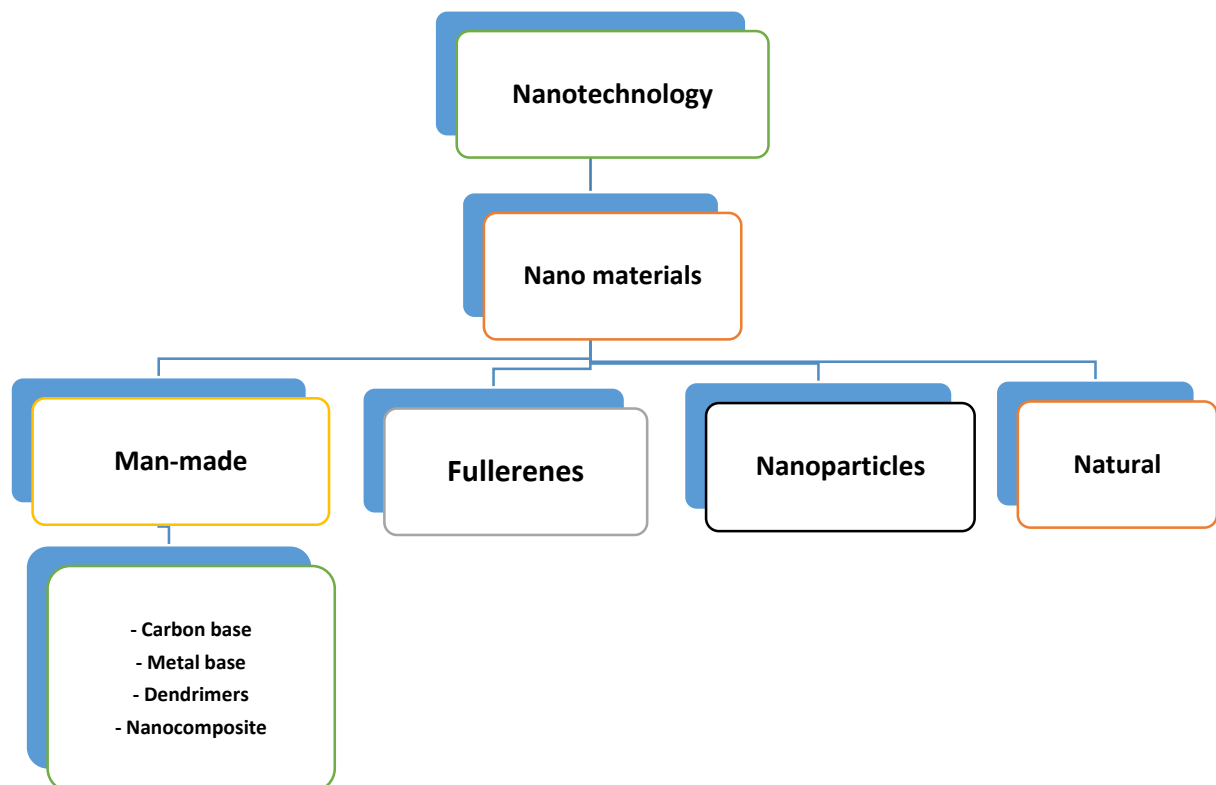 Nanotechnology
Nano materials
Man-made
Fullerenes
Nanoparticles
Natural
- Carbon base
- Metal base
- Dendrimers
- Nanocomposite